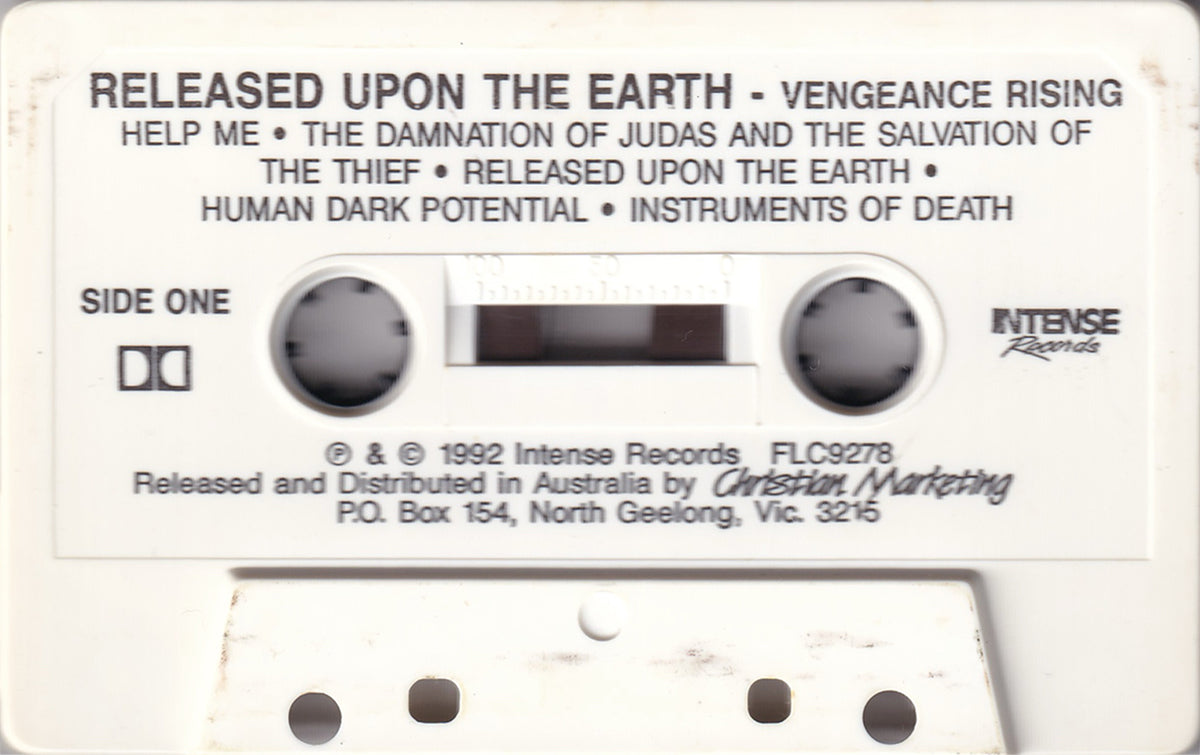 RELEASED UPON THE EARTH - VENGEANCE RISING
HELP ME • THE DAMNATION OF JUDAS AND THE SALVATION OF
THE THIEF • RELEASED UPON THE EARTH •
HUMAN DARK POTENTIAL • INSTRUMENTS OF DEATH
100 50 0
SIDE ONE
INTENSE
Records
℗ & © 1992 Intense Records FLC9278
Released and Distributed in Australia by Christian Marketing
P.O. Box 154, North Geelong, Vic. 3215